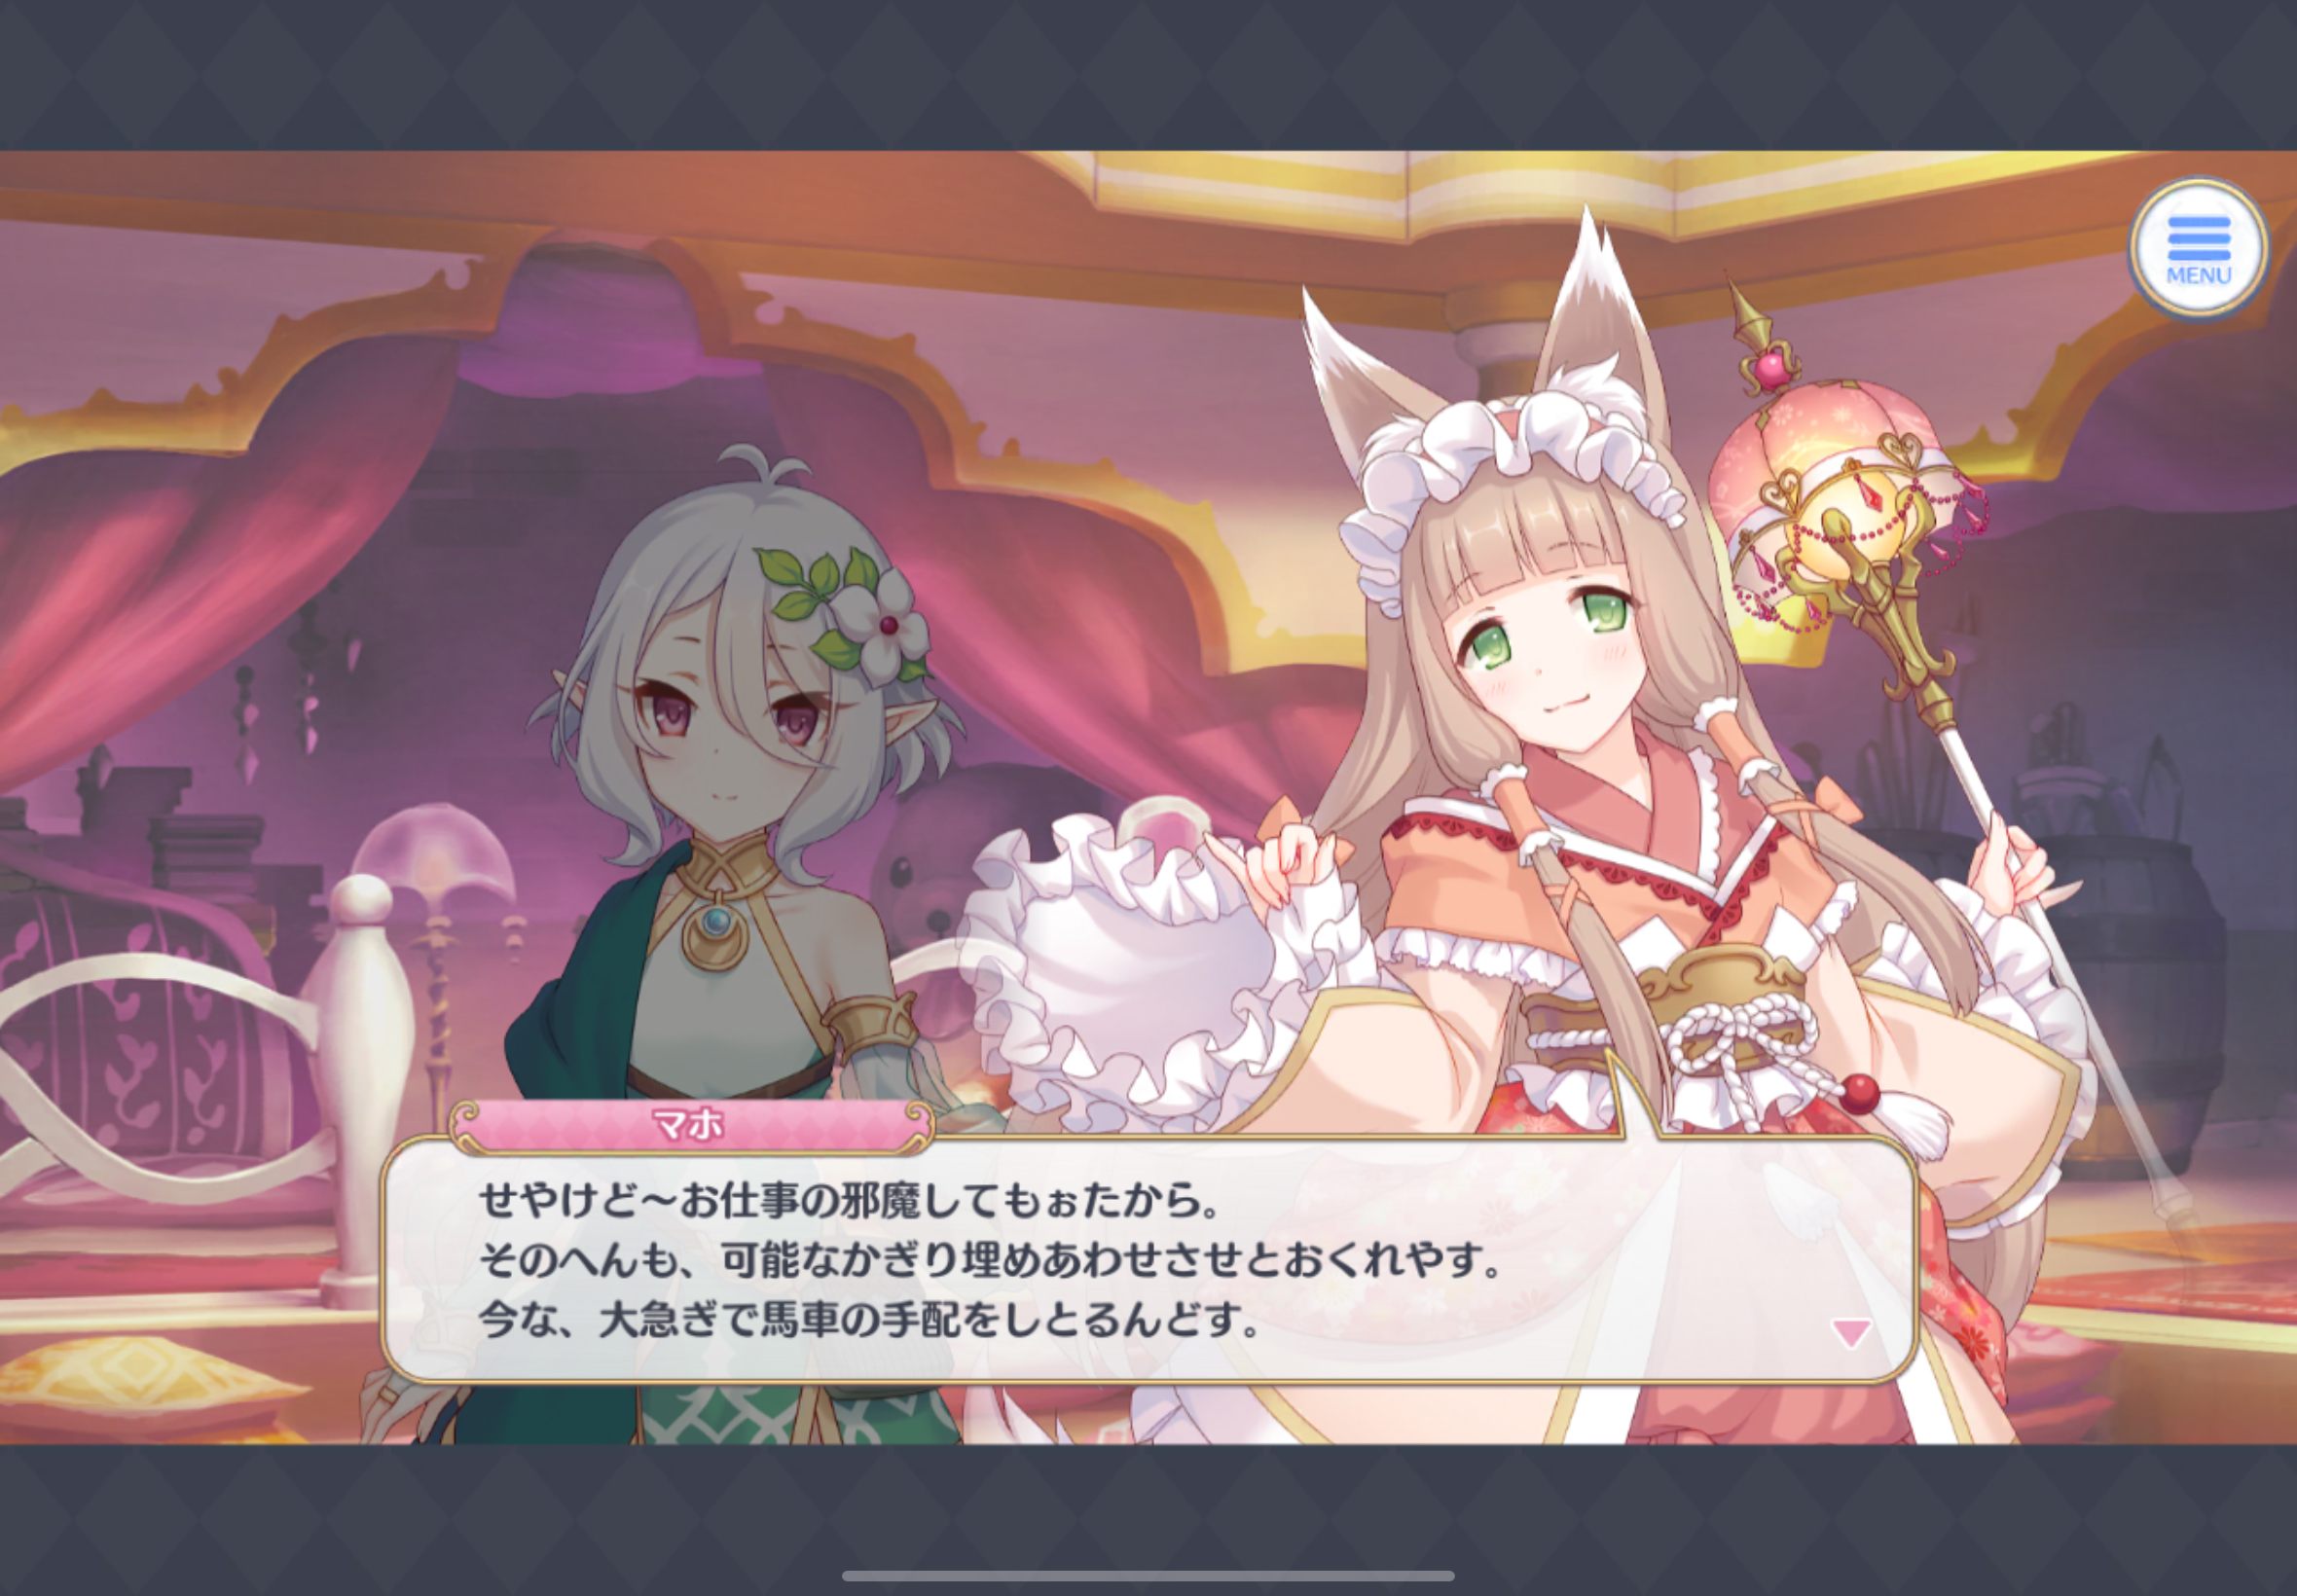 MENU
マホ
せやけど～お仕事の邪魔してもぉたから。
そのへんも、可能なかぎり埋めあわせさせとおくれやす。
今な、大急ぎで馬車の手配をしとるんどす。